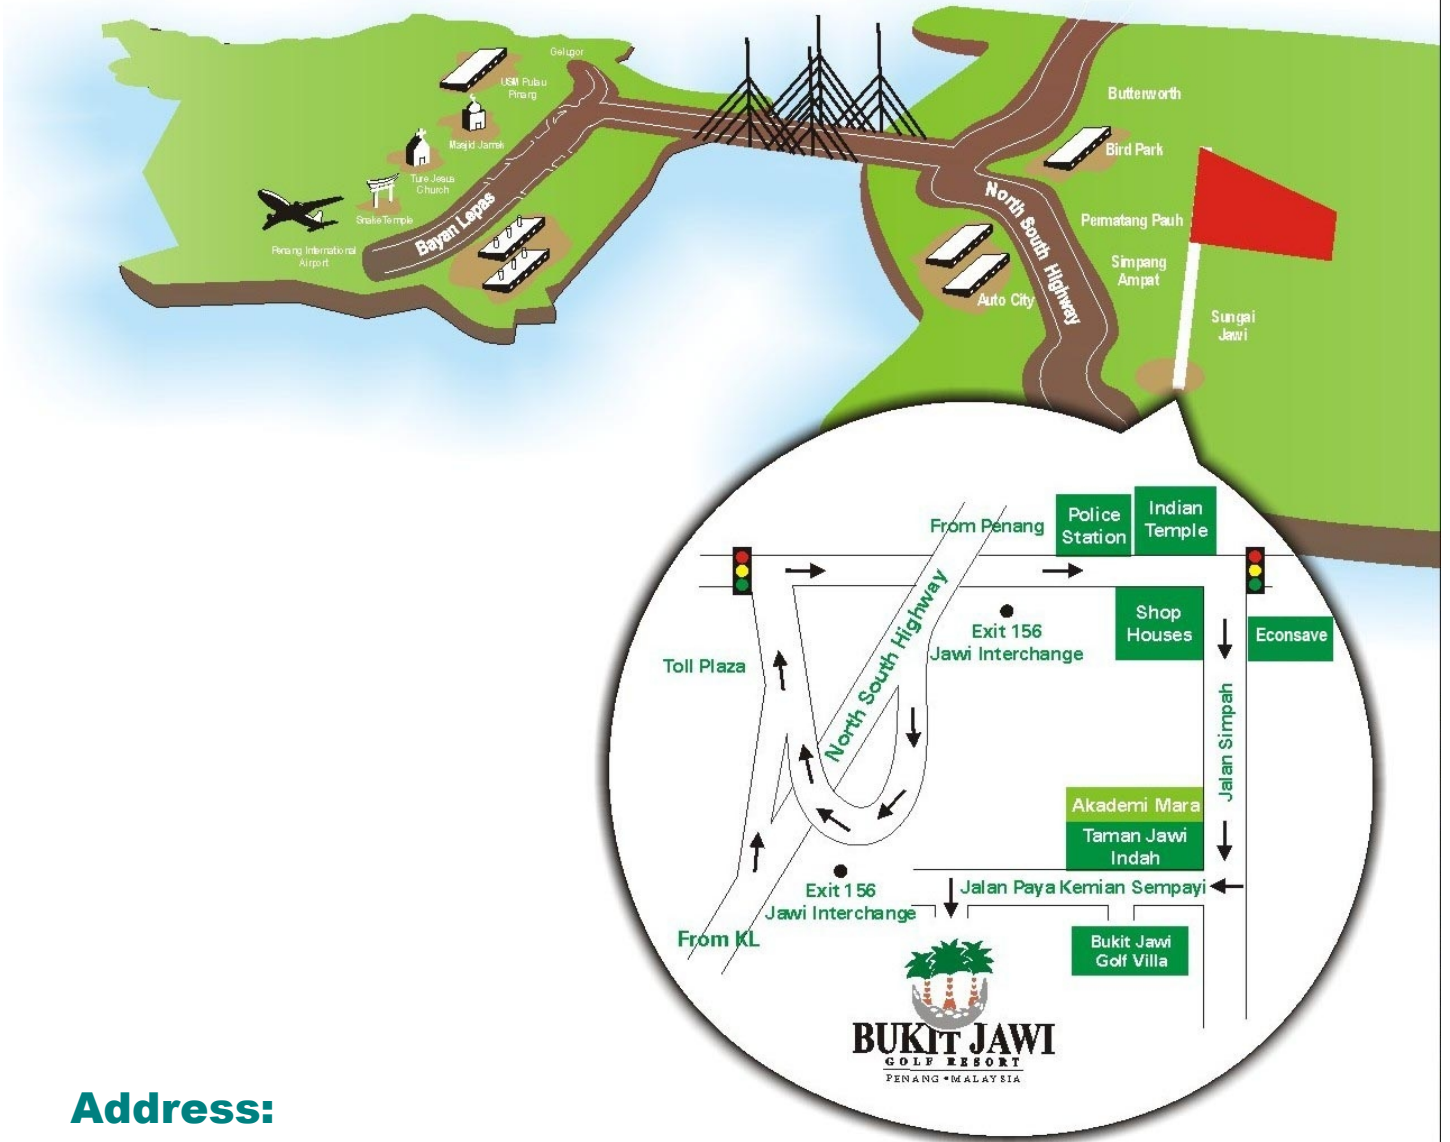 Gelugor
USM Pulau
Pinang
Masjid Jamek
Ture Jesus
Church
Snake Temple
Penang International
Airport
Bayan Lepas
Butterworth
Bird Park
North South Highway
Permatang Pauh
Simpang
Ampat
Auto City
Sungai
Jawi
From Penang
Police
Station
Indian
Temple
North South Highway
Exit 156
Jawi Interchange
Shop
Houses
Econsave
Toll Plaza
Jalan Simpah
Akademi Mara
Taman Jawi
Indah
Jalan Paya Kemian Sempayi
Exit 156
Jawi Interchange
From KL
Bukit Jawi
Golf Villa
BUKIT JAWI
GOLF RESORT
PENANG • MALAYSIA
Address: